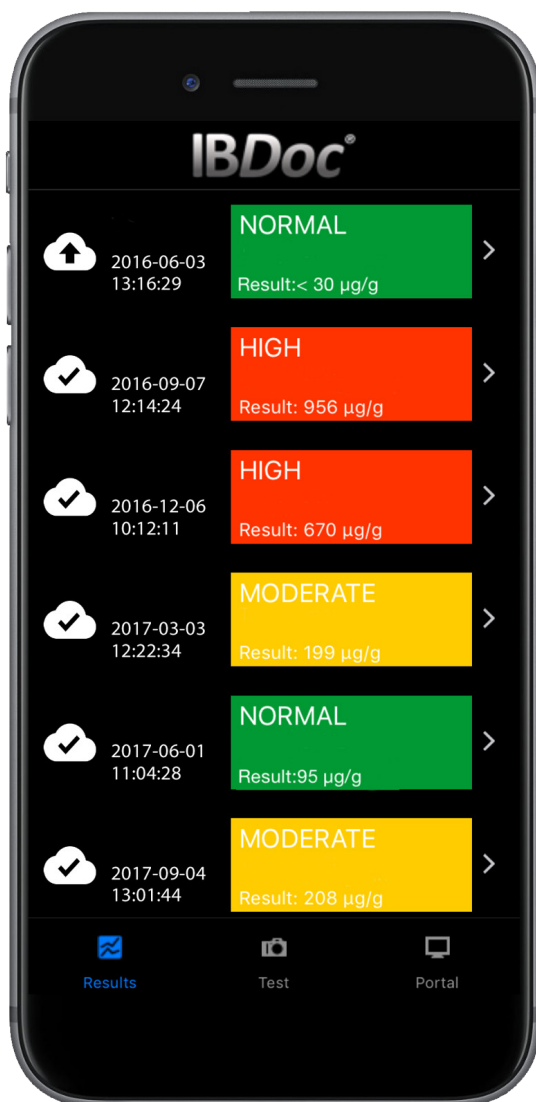 IBDoc®
NORMAL
2016-06-03
13:16:29
Result:< 30 µg/g
HIGH
2016-09-07
12:14:24
Result: 956 µg/g
HIGH
2016-12-06
10:12:11
Result: 670 µg/g
MODERATE
2017-03-03
12:22:34
Result: 199 µg/g
NORMAL
2017-06-01
11:04:28
Result:95 µg/g
MODERATE
2017-09-04
13:01:44
Result: 208 µg/g
Results
Test
Portal